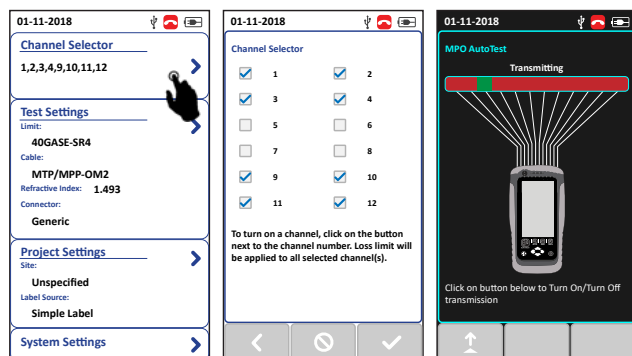 01-11-2018
Channel Selector
1,2,3,4,9,10,11,12
Test Settings
Limit:
40GASE-SR4
Cable:
MTP/MPP-OM2
Refractive Index: 1.493
Connector:
Generic
Project Settings
Site:
Unspecified
Label Source:
Simple Label
System Settings
01-11-2018
Channel Selector
1 2
3 4
5 6
7 8
9 10
11 12
To turn on a channel, click on the button
next to the channel number. Loss limit will
be applied to all selected channel(s).
01-11-2018
MPO AutoTest
Transmitting
Click on button below to Turn On/Turn Off
transmission